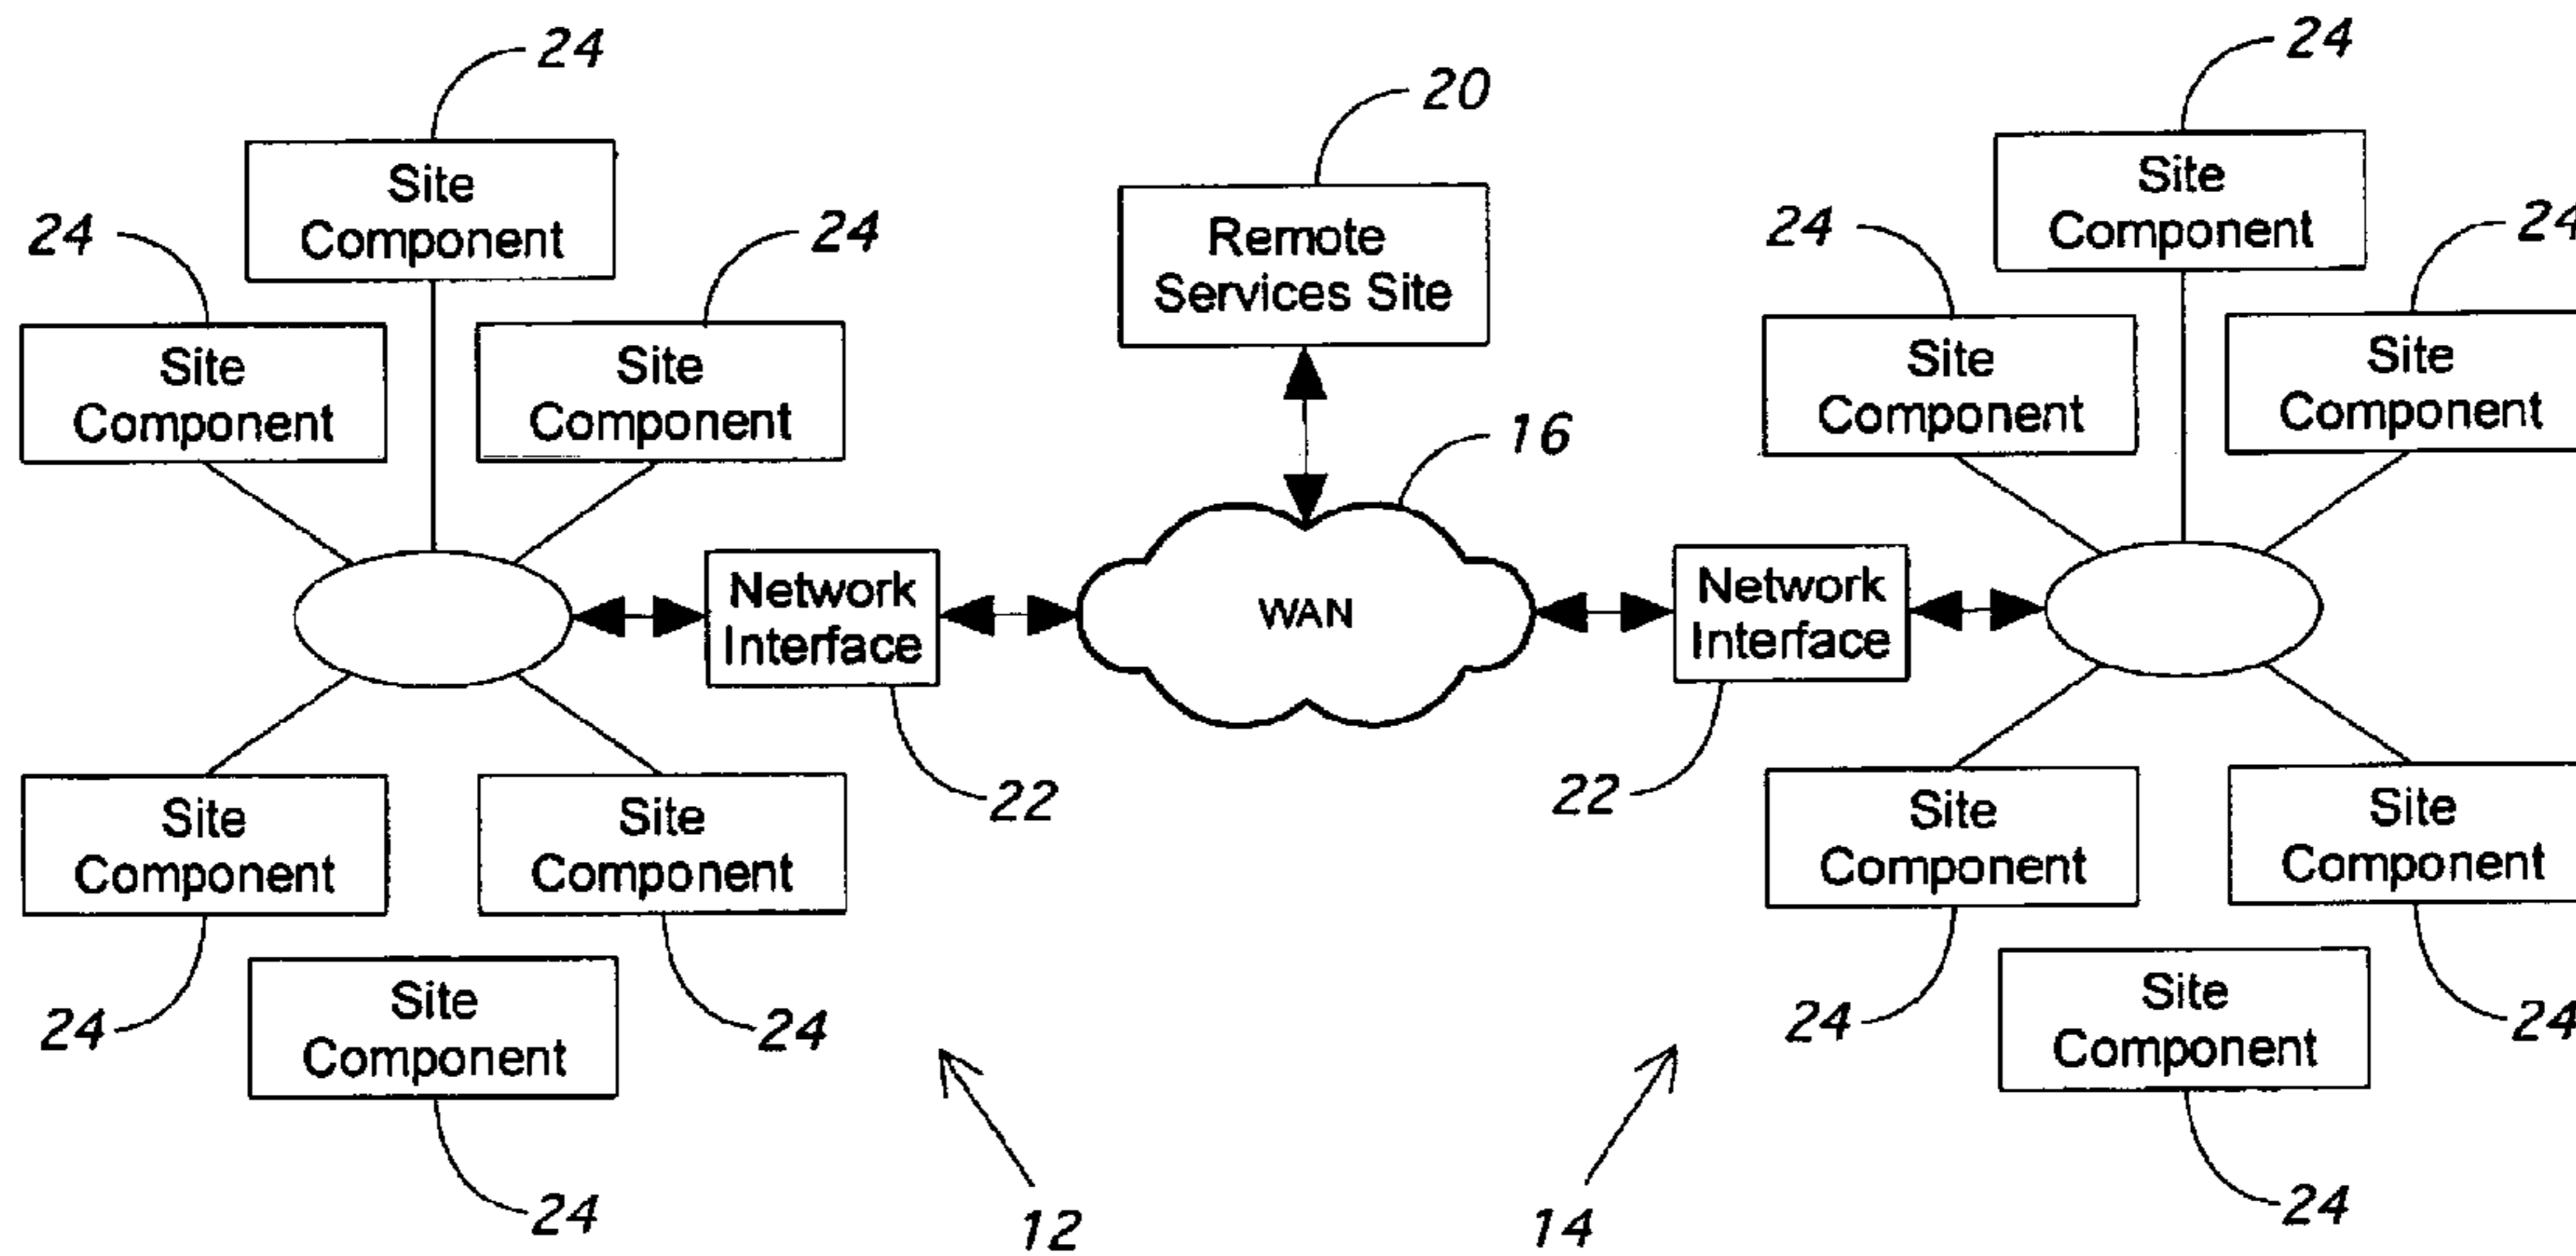 24
24
20
Site
Component
Site
Component
24
24
Remote
Services Site
24
24
Site
Component
Site
Component
16
Site
Component
Site
Component
Network
Interface
WAN
Network
Interface
22
22
Site
Component
Site
Component
Site
Component
Site
Component
Site
Component
Site
Component
24
24
24
24
24
12
14
24